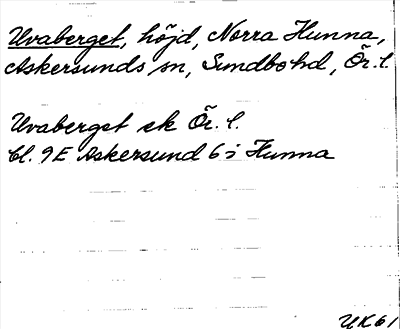 Uvaberget, höjd, Norra Hunna,
Askersunds sn, Sundbo hd, Ör. l.
Uvaberget ek Ör. l.
Bl. 9E Askersund 6 i Hunna
UK61